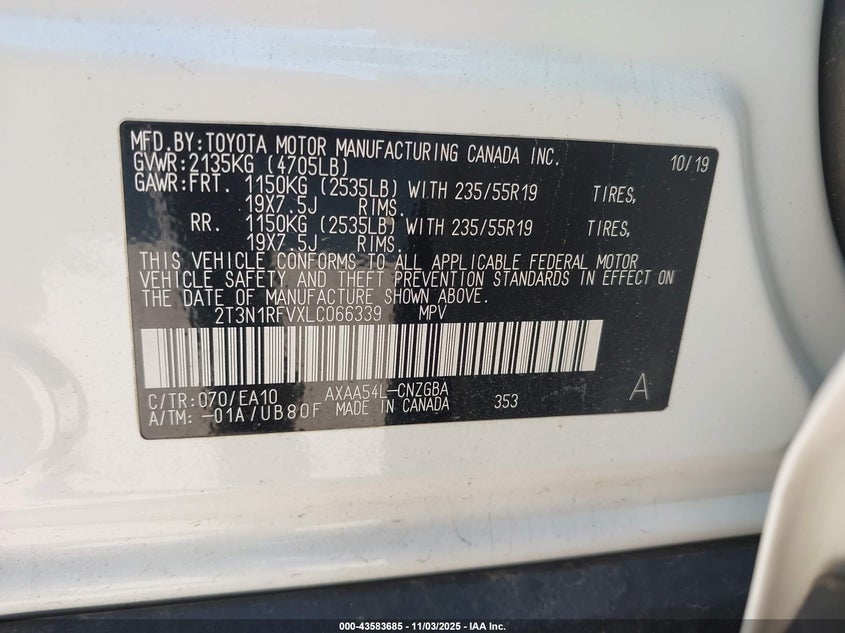 MFD.BY:TOYOTA MOTOR MANUFACTURING CANADA INC. 10/19
GVWR:2135KG (4705LB)
GAWR:FRT. 1150KG (2535LB) WITH 235/55R19 TIRES,
19X7.5J RIMS.
RR. 1150KG (2535LB) WITH 235/55R19 TIRES,
19X7.5J RIMS.
THIS VEHICLE CONFORMS TO ALL APPLICABLE FEDERAL MOTOR
VEHICLE SAFETY AND THEFT PREVENTION STANDARDS IN EFFECT ON
THE DATE OF MANUFACTURE SHOWN ABOVE.
2T3N1RFVXLC066339 MPV
C/TR:070/EA10 AXAA54L-CNZGBA A
A/TM: -01A/UB80F MADE IN CANADA 353
000-43583685 - 11/03/2025 - IAA Inc.